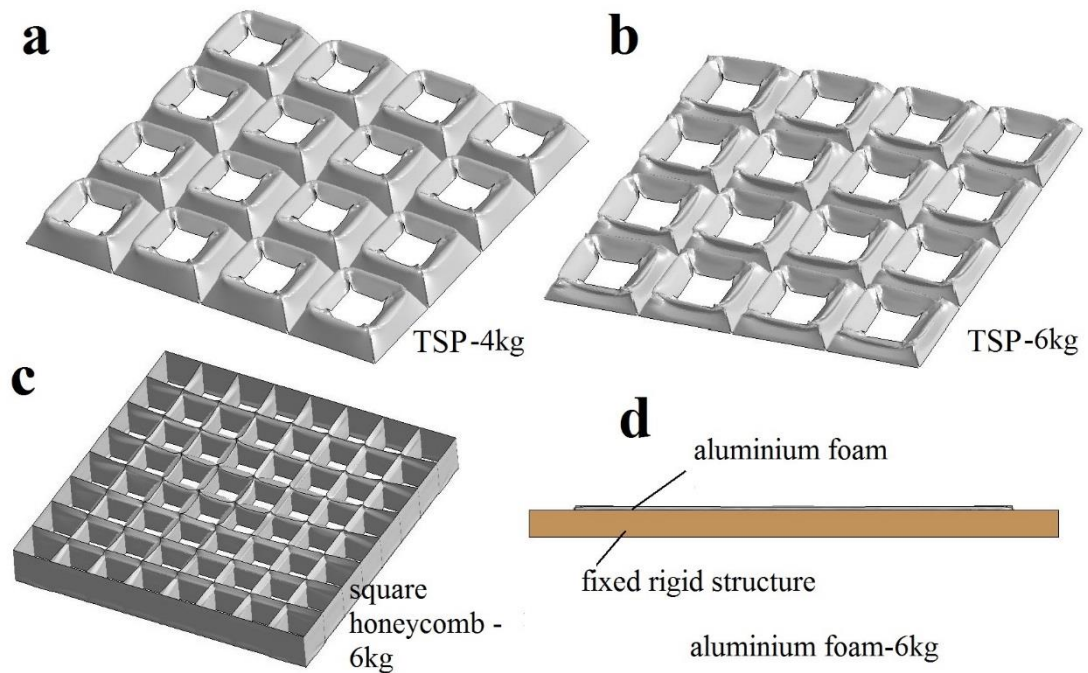 a
b
TSP-4kg
TSP-6kg
c
square
honeycomb -
6kg
d
aluminium foam
fixed rigid structure
aluminium foam-6kg